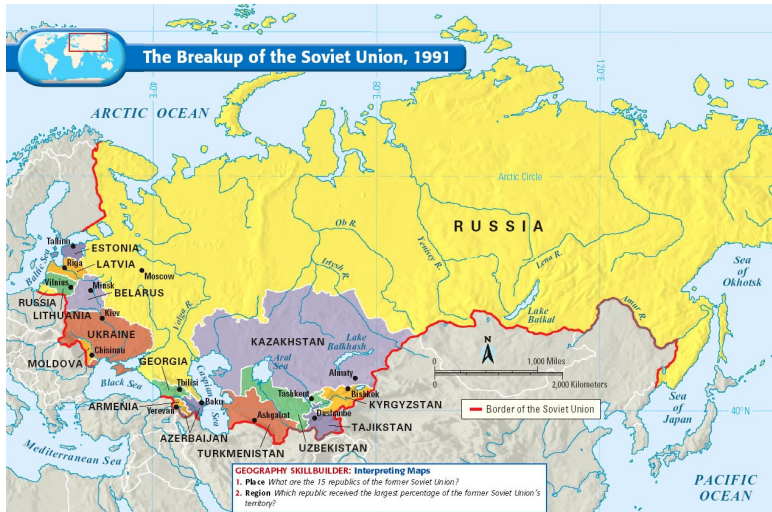 The Breakup of the Soviet Union, 1991
ARCTIC OCEAN
40°E
80°E
120°E
Arctic Circle
RUSSIA
Ob R.
Irtysh R.
Yenisey R.
Lena R.
Amur R.
Lake
Baikal
Sea
of
Okhotsk
Tallinn
ESTONIA
Baltic Sea
Riga
LATVIA
Moscow
Vilnius
Minsk
BELARUS
RUSSIA
LITHUANIA
Kiev
UKRAINE
Volga R.
Chisinau
MOLDOVA
KAZAKHSTAN
Lake
Balkhash
Aral
Sea
GEORGIA
Almaty
Tbilisi
Black Sea
Caspian Sea
Tashkent
Bishkek
KYRGYZSTAN
ARMENIA
Yerevan
Baku
Ashgabat
Dushanbe
TAJIKISTAN
AZERBAIJAN
UZBEKISTAN
TURKMENISTAN
Mediterranean Sea
N
0
1,000 Miles
0
2,000 Kilometers
Border of the Soviet Union
Sea
of
Japan
40°N
PACIFIC
OCEAN
GEOGRAPHY SKILLBUILDER: Interpreting Maps
1. Place What are the 15 republics of the former Soviet Union?
2. Region Which republic received the largest percentage of the former Soviet Union's
territory?